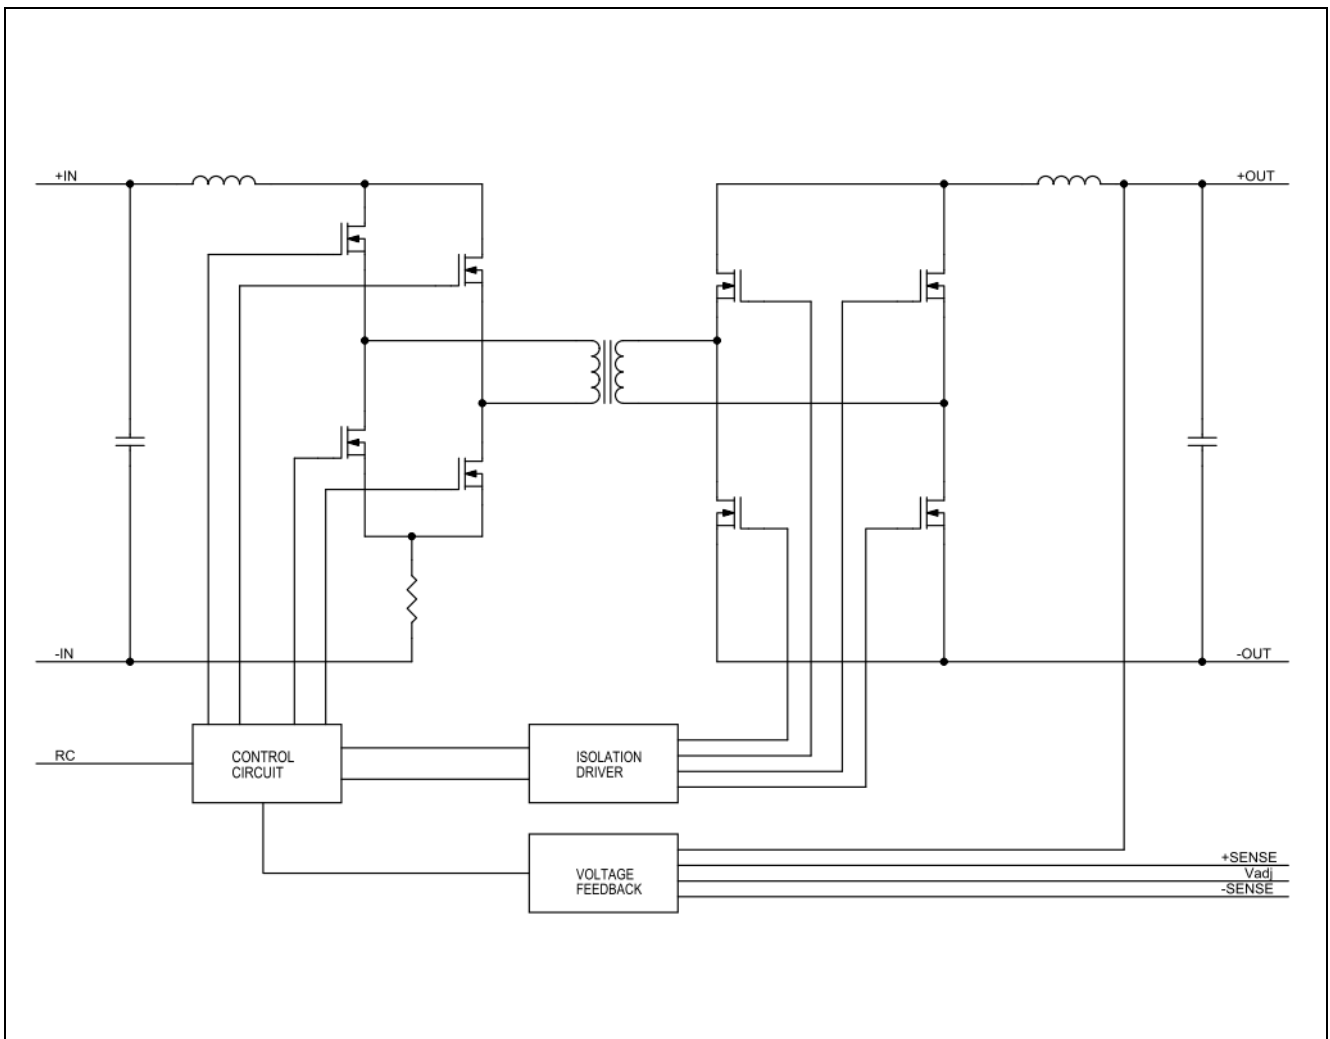 +IN
+OUT
-IN
-OUT
RC
CONTROL
CIRCUIT
ISOLATION
DRIVER
VOLTAGE
FEEDBACK
+SENSE
Vadj
-SENSE